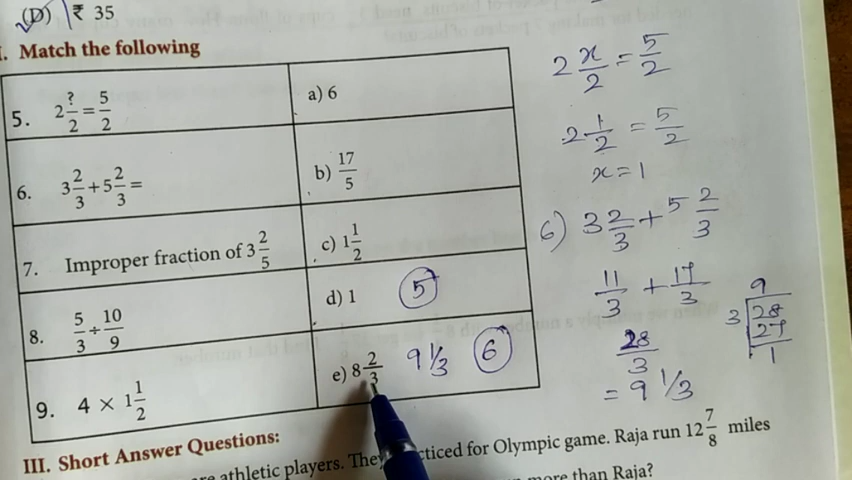 (D) ₹ 35
I. Match the following
5. 2 ?/2 = 5/2
a) 6
6. 3 2/3 + 5 2/3 =
b) 17/5
7. Improper fraction of 3 2/5
c) 1 1/2
8. 5/3 ÷ 10/9
d) 1 5
9. 4 × 1 1/2
e) 8 2/3 9 1/3 6
2 x/2 = 5/2
2 1/2 = 5/2
x = 1
6) 3 2/3 + 5 2/3
11/3 + 17/3
28/3
= 9 1/3
9
3 28
27
1
III. Short Answer Questions:
athletic players. They practiced for Olympic game. Raja run 12 7/8 miles
more than Raja?